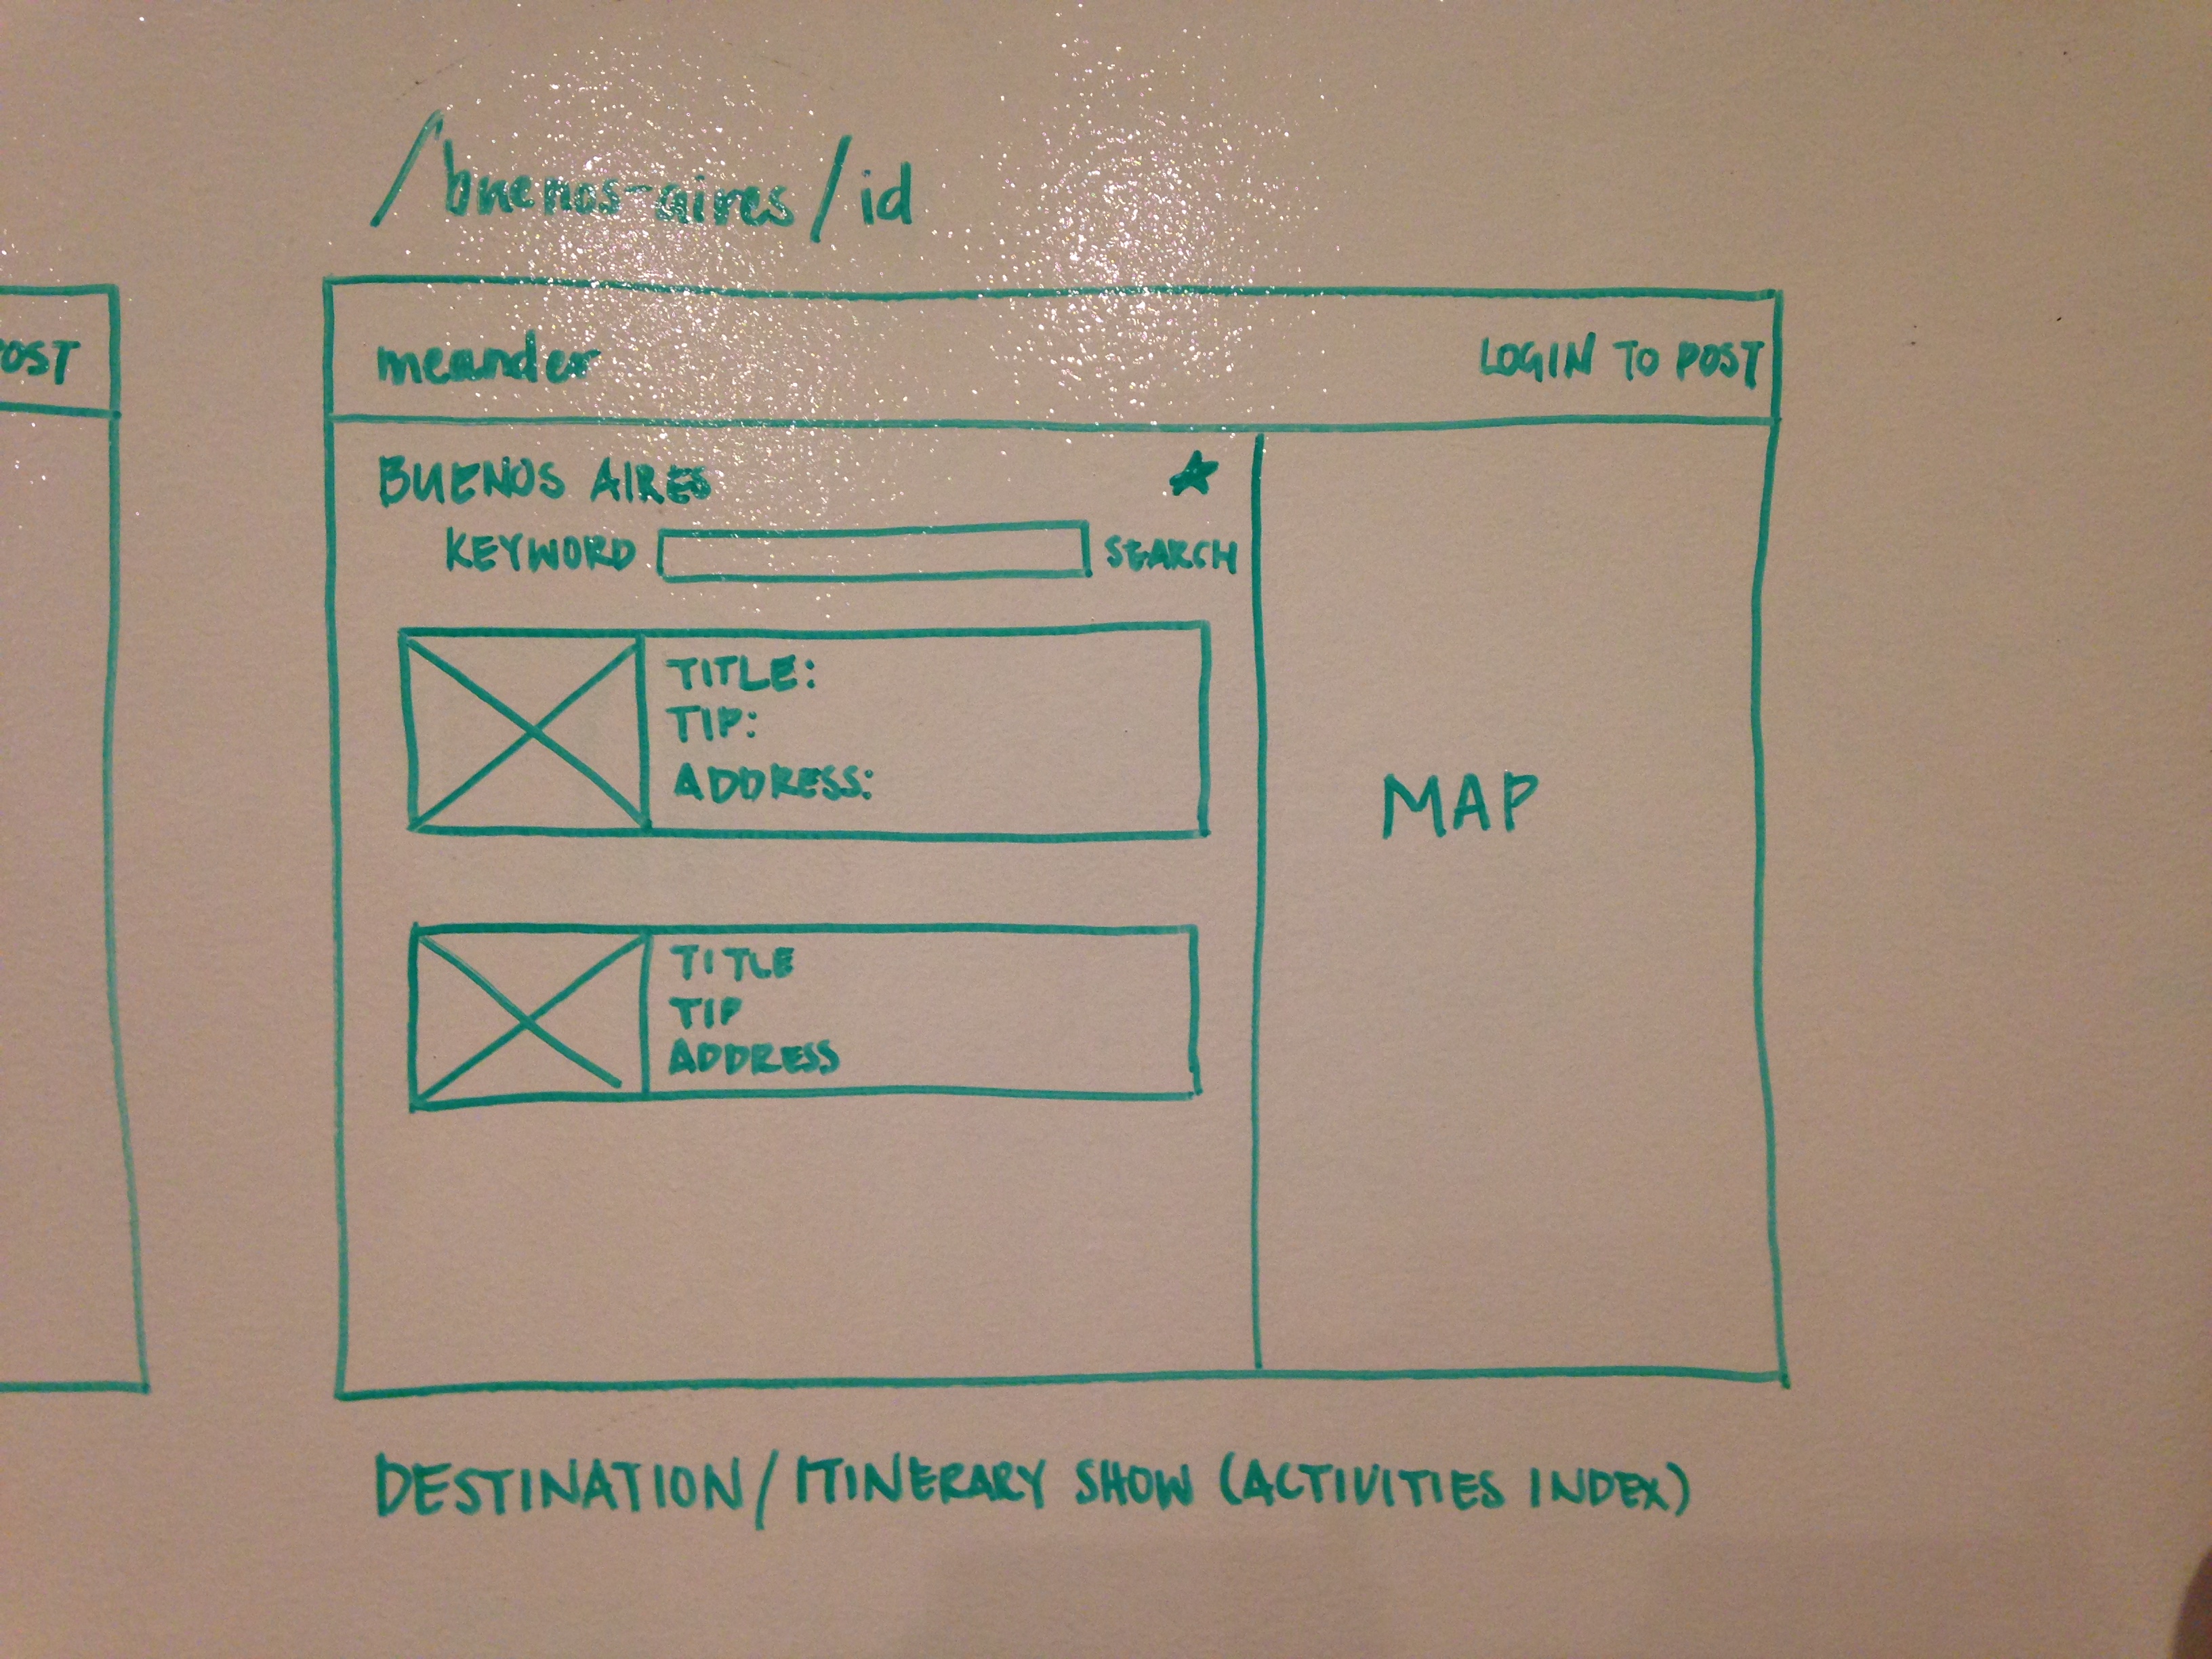 /buenos-aires/id
OST
meander
LOGIN TO POST
BUENOS AIRES
KEYWORD
SEARCH
TITLE:
TIP:
ADDRESS:
MAP
TITLE
TIP
ADDRESS
DESTINATION/ITINERARY SHOW (ACTIVITIES INDEX)